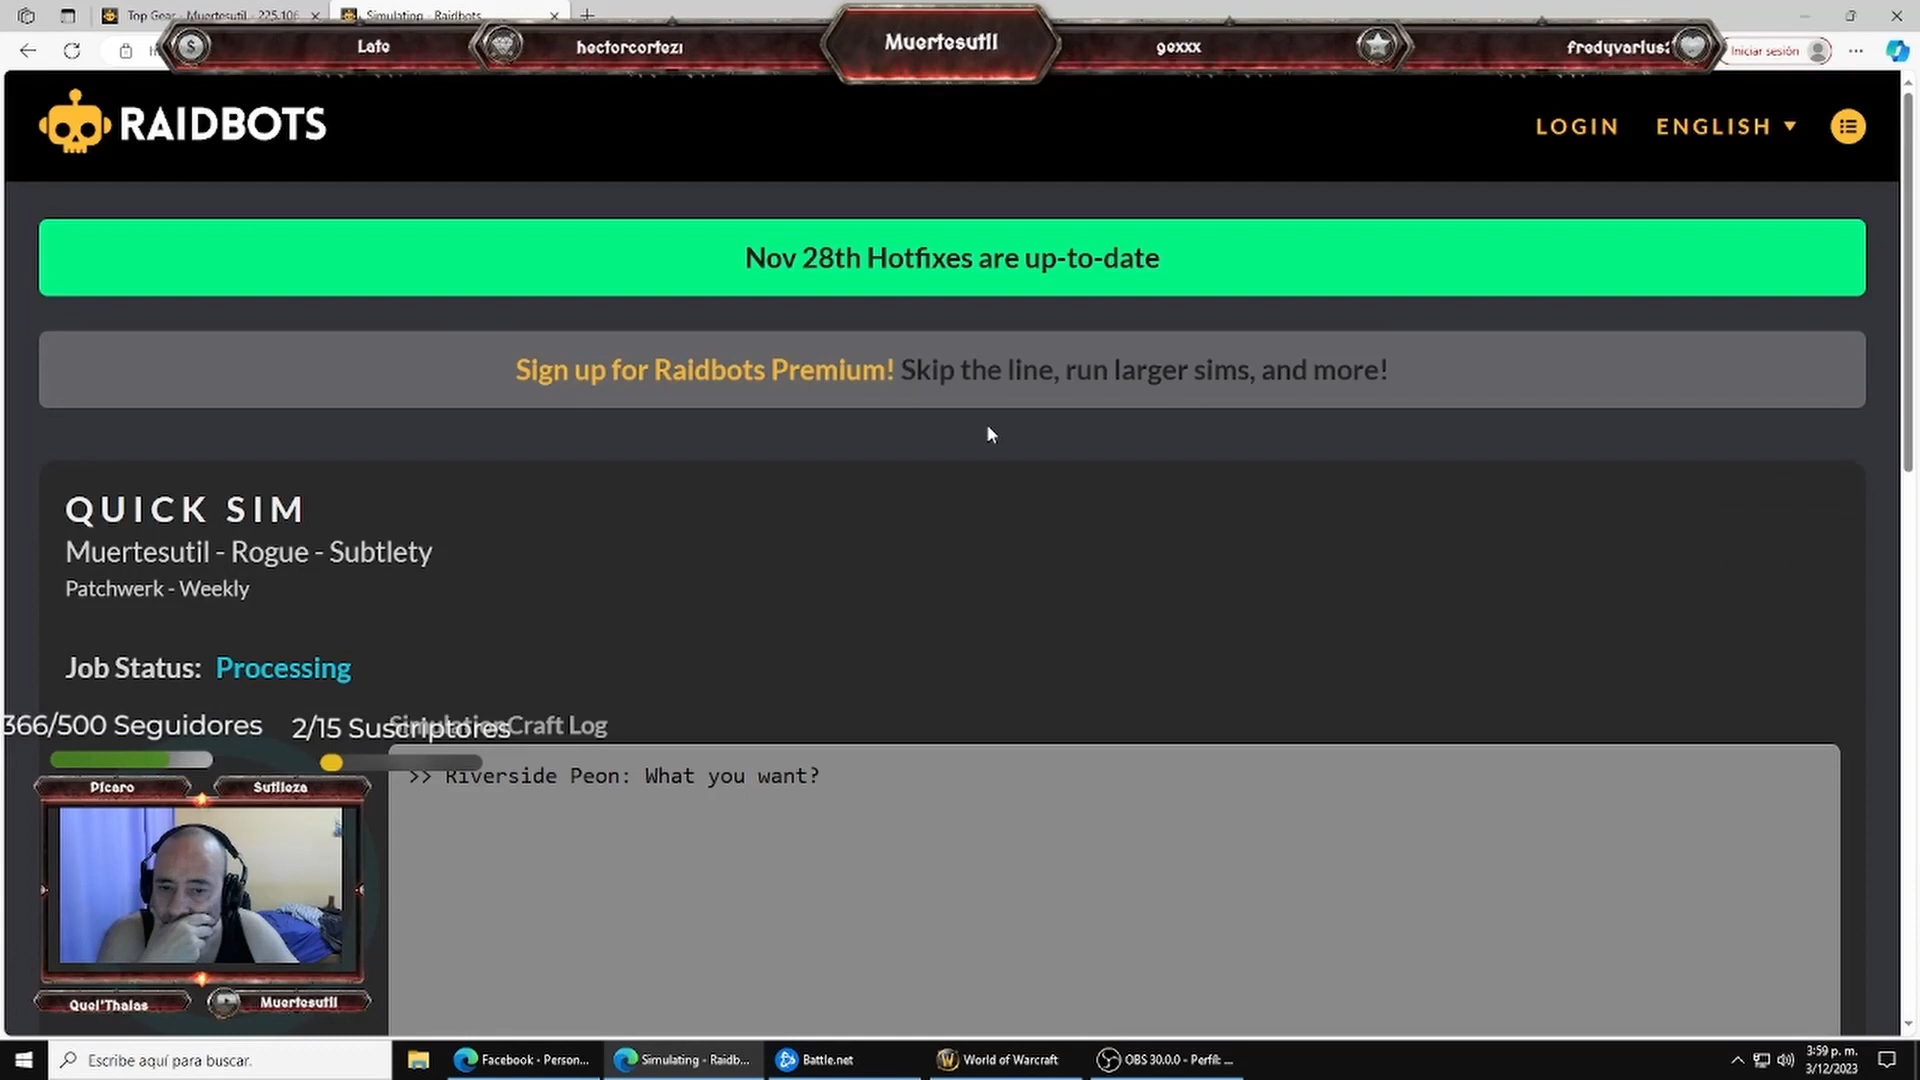 Top Gear - Muertesutil - 225.106
Simulating - Raidbots
Late
hectorcortez1
Muertesutil
gexxx
Iniciar sesión
RAIDBOTS
LOGIN
ENGLISH
Nov 28th Hotfixes are up-to-date
Sign up for Raidbots Premium! Skip the line, run larger sims, and more!
QUICK SIM
Muertesutil - Rogue - Subtlety
Patchwerk - Weekly
Job Status: Processing
366/500 Seguidores
2/15 Suscriptores
SimulationCraft Log
>> Riverside Peon: What you want?
Picaro
Sutileza
Quel'Thalas
Muertesutil
Escribe aquí para buscar.
Facebook - Person...
Simulating - Raidb...
Battle.net
World of Warcraft
OBS 30.0.0 - Perfil: ...
3:59 p. m.
3/12/2023